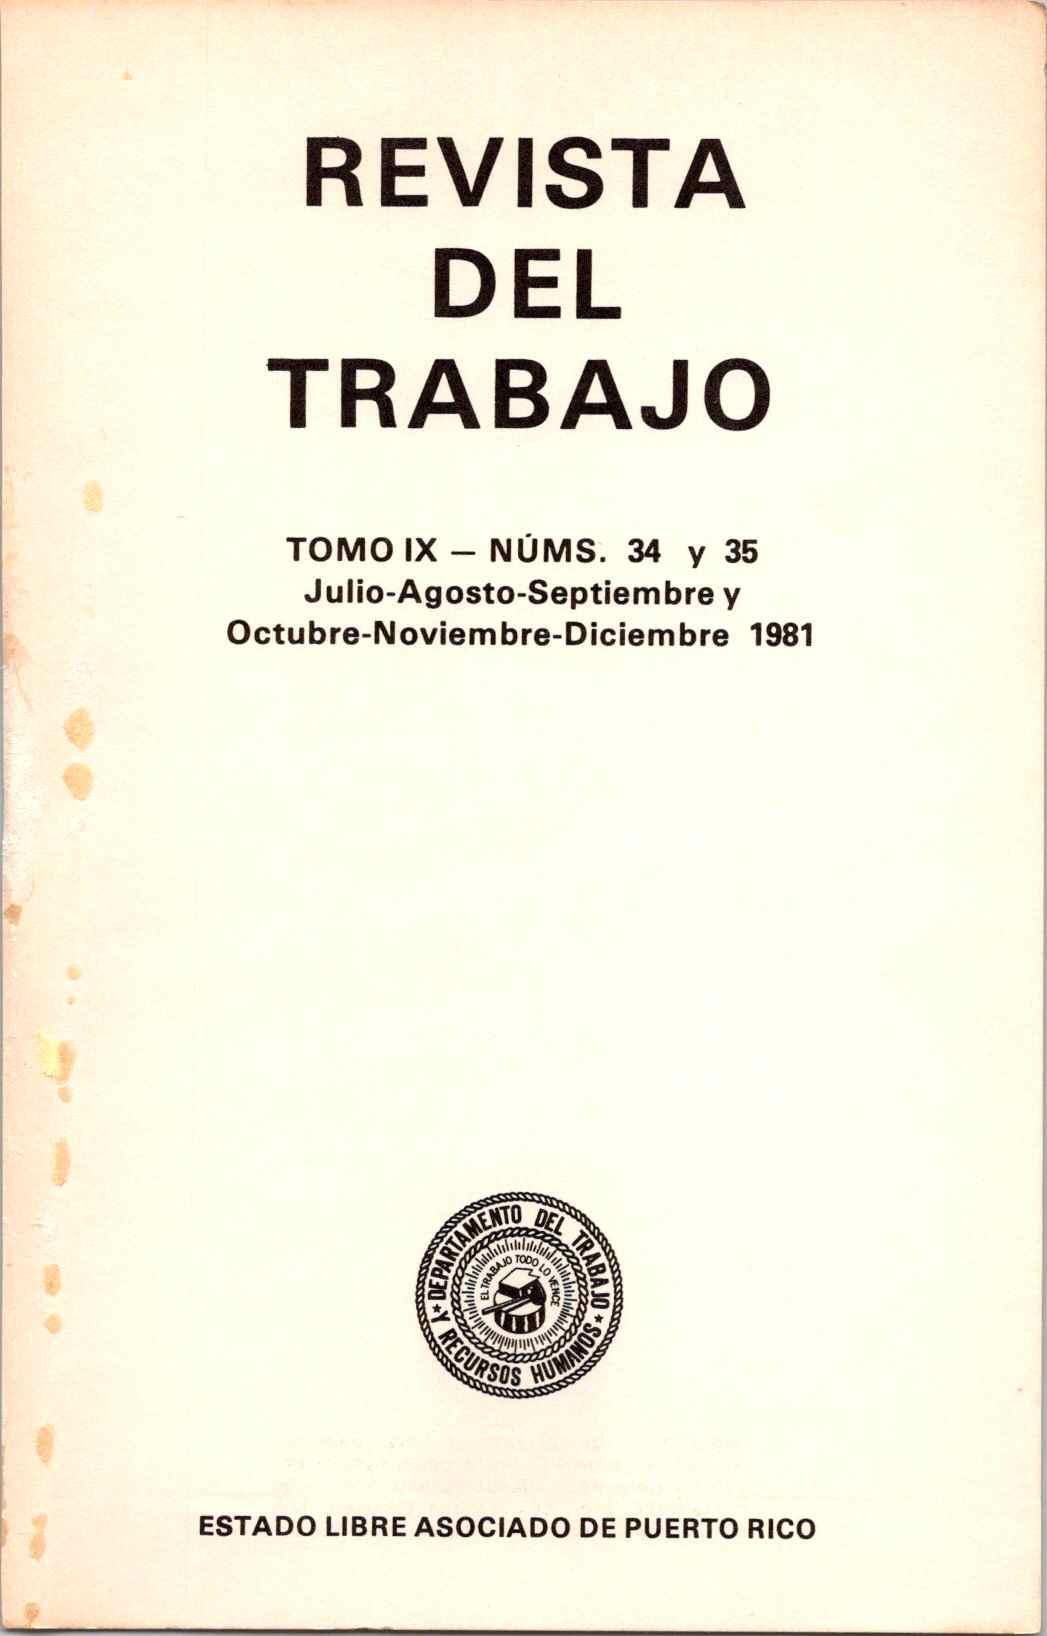 REVISTA
DEL
TRABAJO
TOMO IX — NÚMS. 34 y 35
Julio-Agosto-Septiembre y
Octubre-Noviembre-Diciembre 1981
DEPARTAMENTO DEL TRABAJO
★ Y RECURSOS HUMANOS ★
EL TRABAJO TODO LO VENCE
ESTADO LIBRE ASOCIADO DE PUERTO RICO